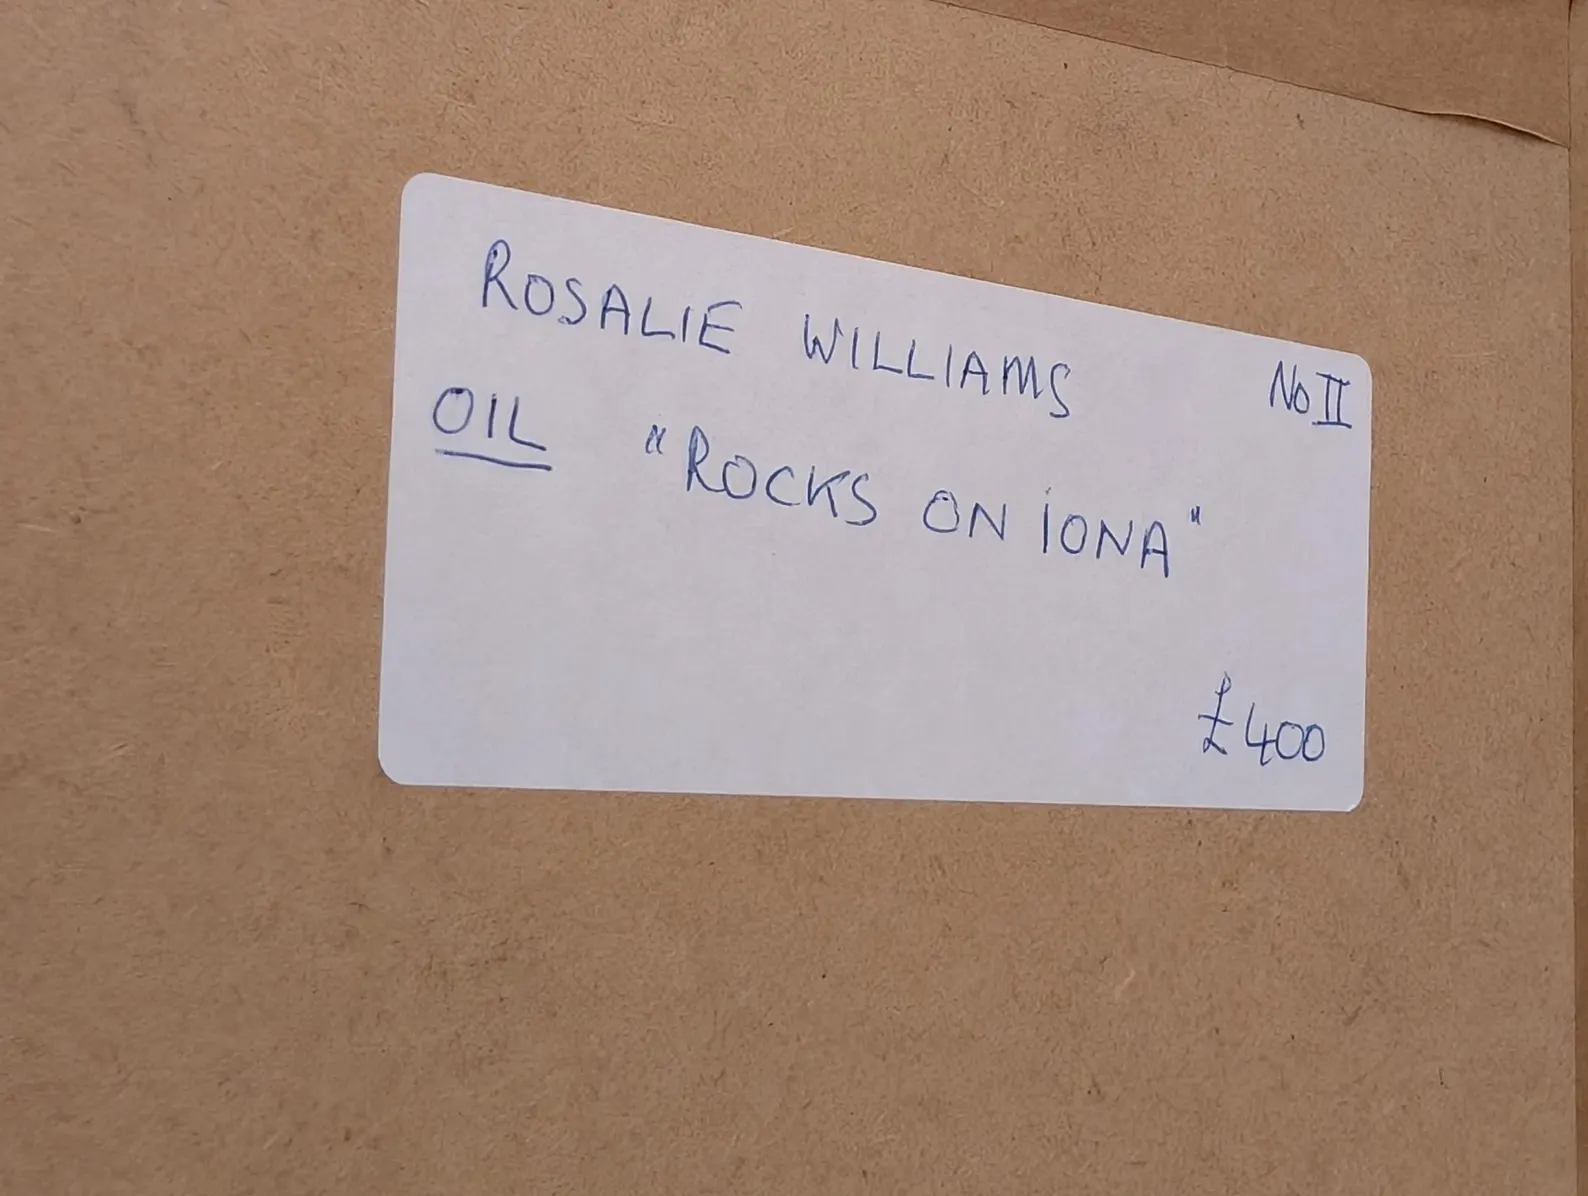 ROSALIE WILLIAMS No II
OIL "ROCKS ON IONA"
£400